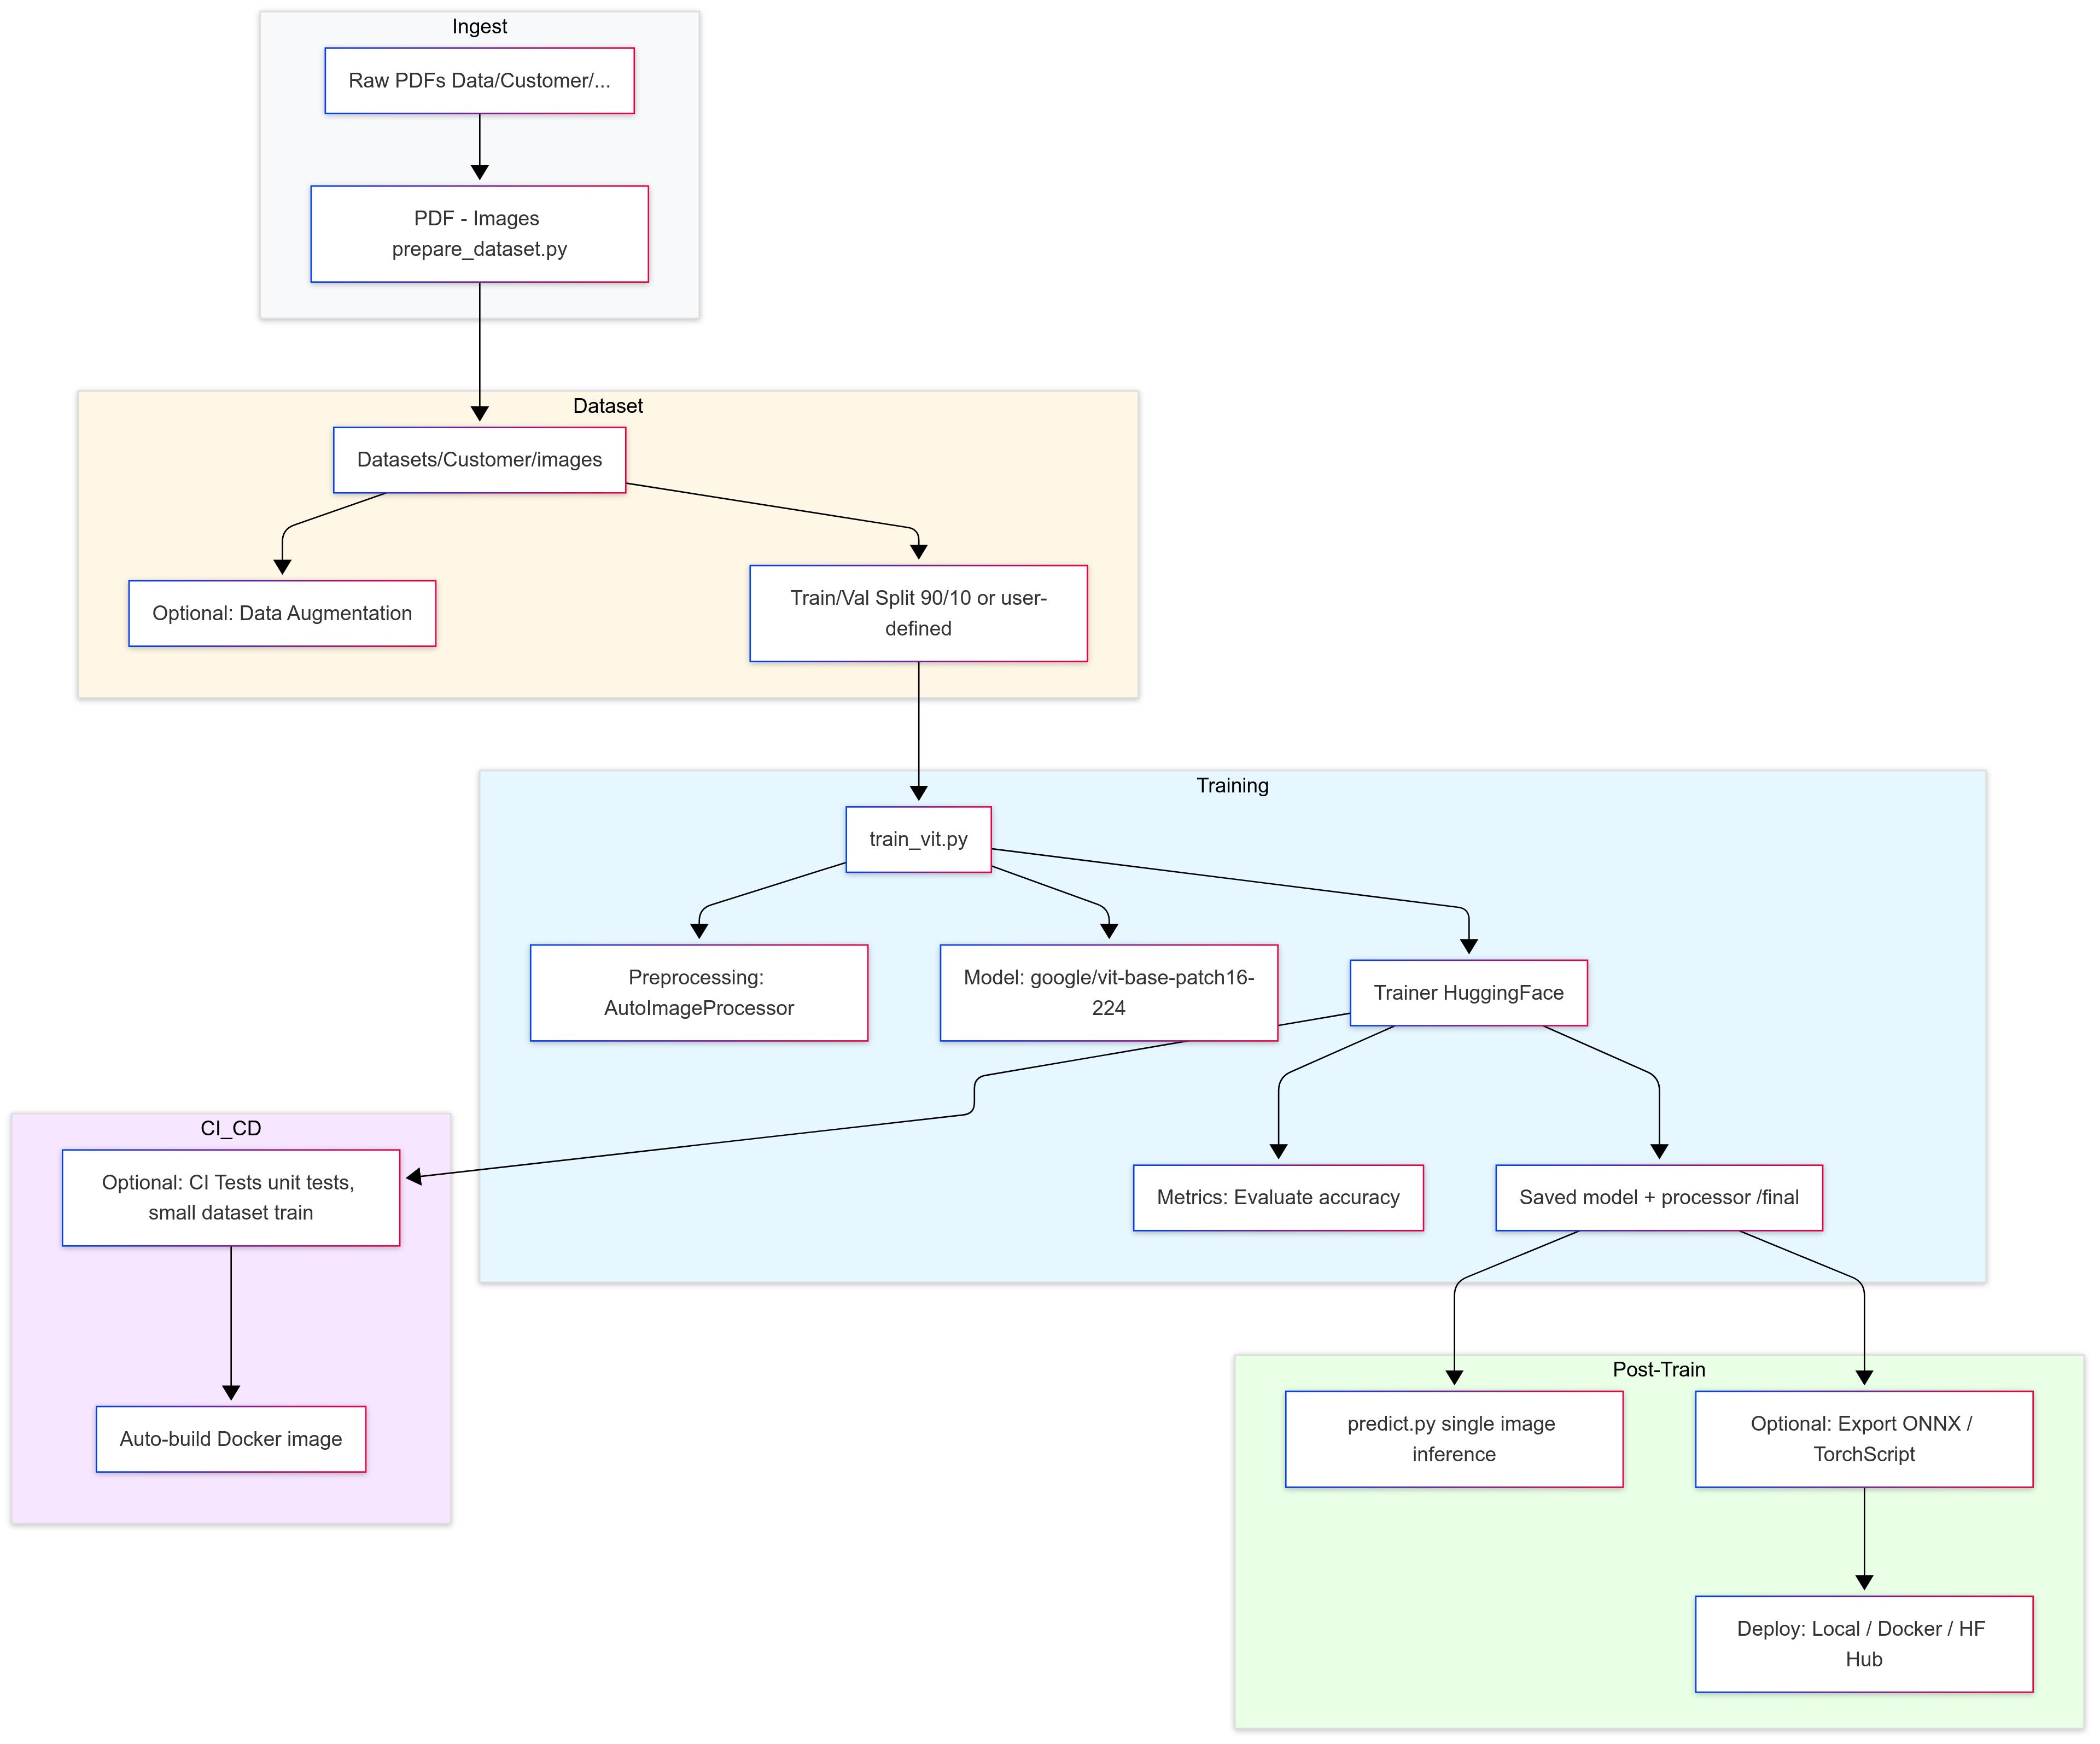 Ingest
Raw PDFs Data/Customer/...
PDF - Images
prepare_dataset.py
Dataset
Datasets/Customer/images
Optional: Data Augmentation
Train/Val Split 90/10 or user-
defined
Training
train_vit.py
Preprocessing:
AutoImageProcessor
Model: google/vit-base-patch16-
224
Trainer HuggingFace
CI_CD
Optional: CI Tests unit tests,
small dataset train
Metrics: Evaluate accuracy
Saved model + processor /final
Auto-build Docker image
Post-Train
predict.py single image
inference
Optional: Export ONNX /
TorchScript
Deploy: Local / Docker / HF
Hub